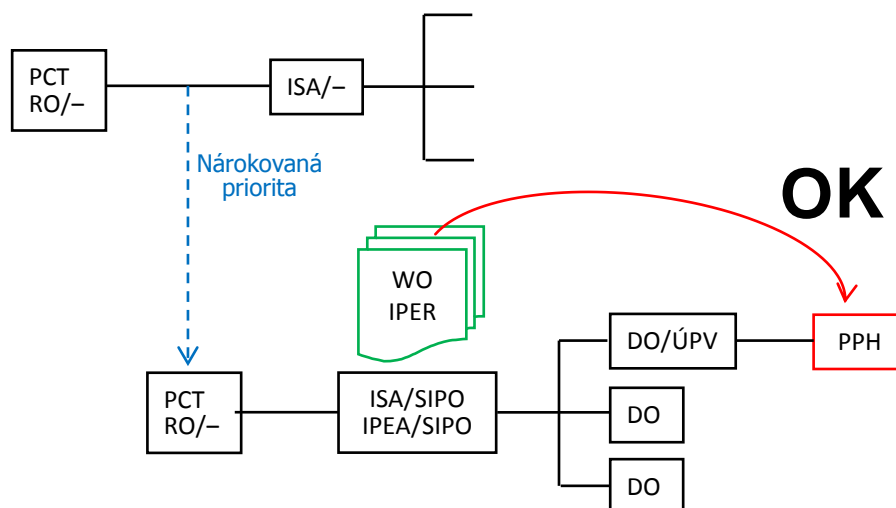 PCT
RO/–
ISA/–
Nárokovaná
priorita
OK
WO
IPER
DO/ÚPV
PPH
PCT
RO/–
ISA/SIPO
IPEA/SIPO
DO
DO